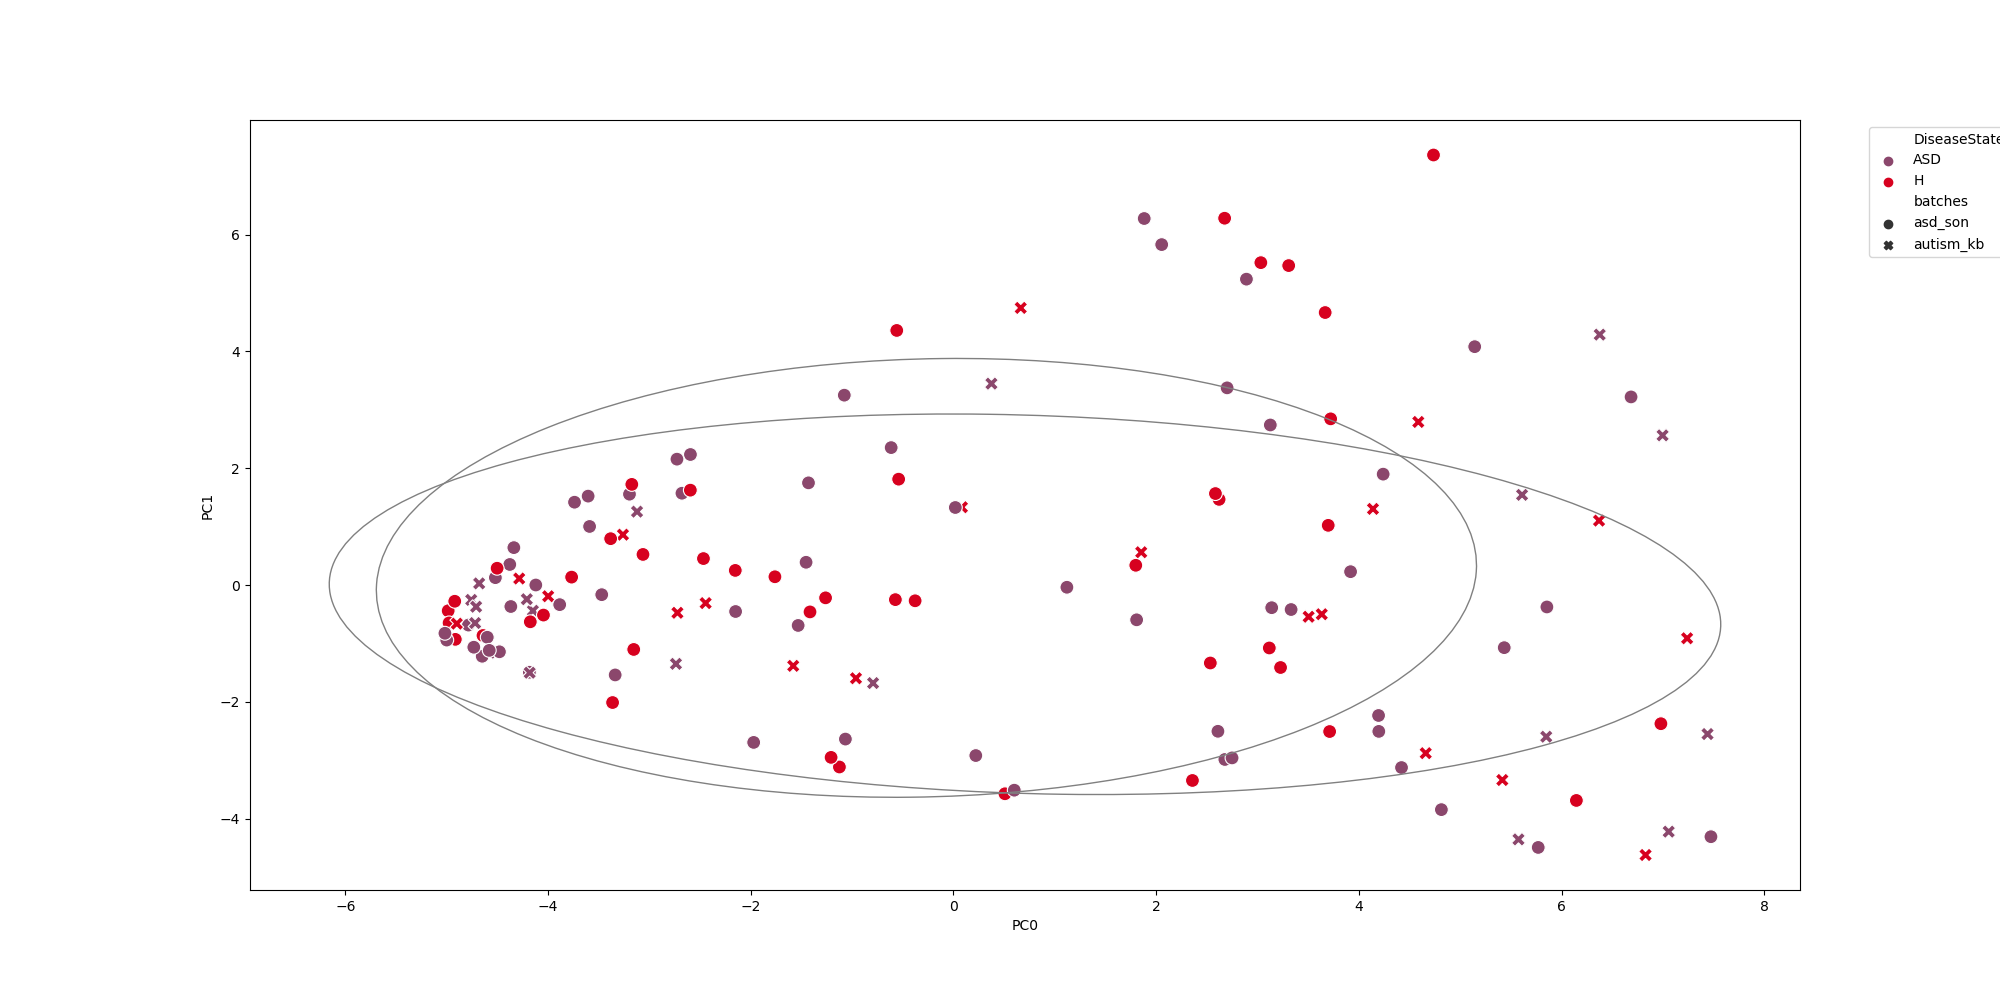 DiseaseState
ASD
H
batches
asd_son
autism_kb
6
4
2
0
−2
−4
PC1
−6
−4
−2
0
2
4
6
8
PC0